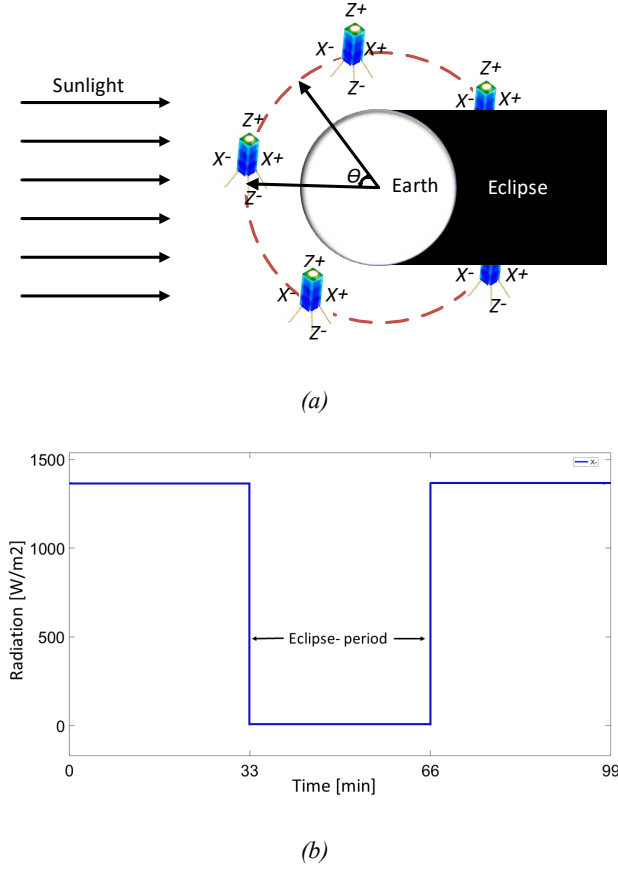 Z+
X- X+
Z-
Z+
X- X+
Sunlight
Z+
X- X+
Z-
Θ
Earth
Eclipse
Z+
X- X+
Z-
X+
Z-
(a)
1500
1000
500
0
Radiation [W/m2]
X-
Eclipse- period
0 33 66 99
Time [min]
(b)